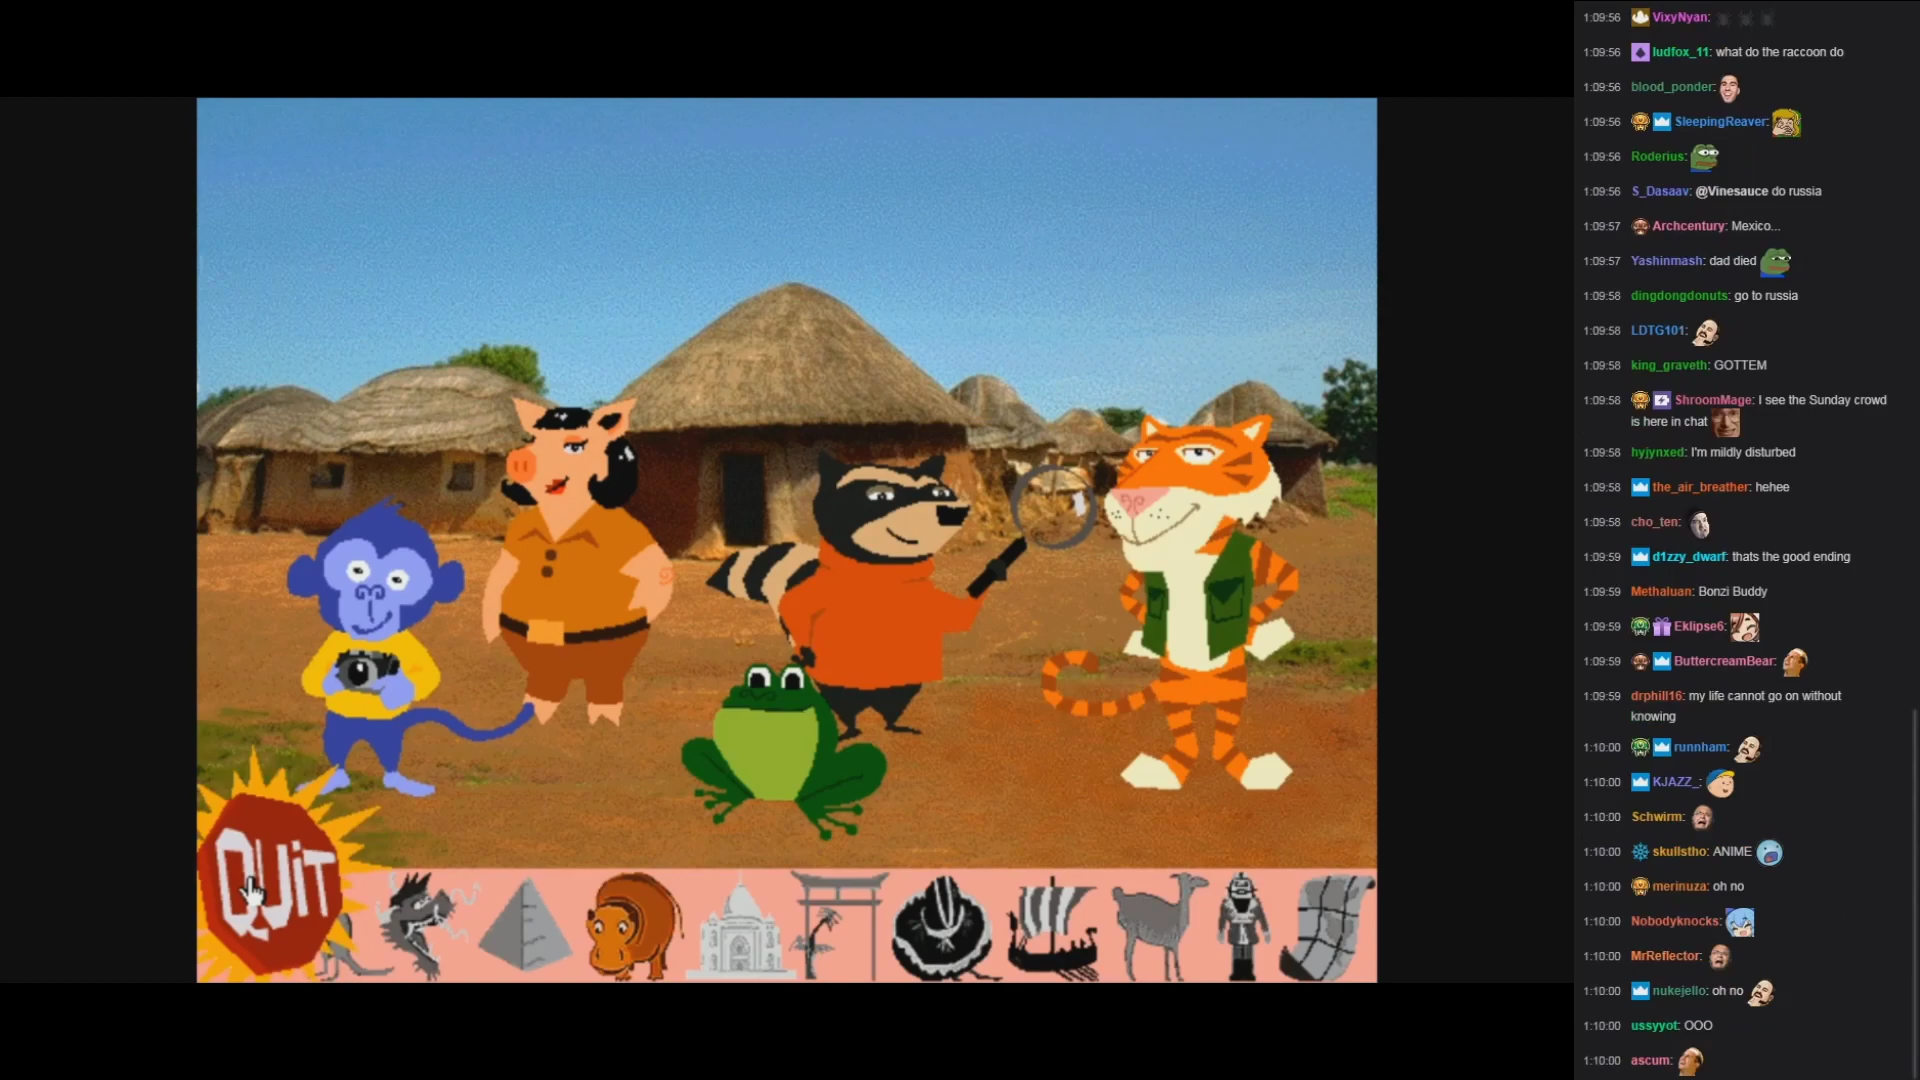 QUiT
1:09:56 VixyNyan:
1:09:56 ludfox_11: what do the raccoon do
1:09:56 blood_ponder:
1:09:56 SleepingReaver:
1:09:56 Roderius:
1:09:56 S_Dasaav: @Vinesauce do russia
1:09:57 Archcentury: Mexico...
1:09:57 Yashinmash: dad died
1:09:58 dingdongdonuts: go to russia
1:09:58 LDTG101:
1:09:58 king_graveth: GOTTEM
1:09:58 ShroomMage: I see the Sunday crowd
is here in chat
1:09:58 hyjynxed: I'm mildly disturbed
1:09:58 the_air_breather: hehee
1:09:58 cho_ten:
1:09:59 d1zzy_dwarf: thats the good ending
1:09:59 Methaluan: Bonzi Buddy
1:09:59 Eklipse6:
1:09:59 ButtercreamBear:
1:09:59 drphill16: my life cannot go on without
knowing
1:10:00 runnham:
1:10:00 KJAZZ_:
1:10:00 Schwirm:
1:10:00 skullstho: ANIME
1:10:00 merinuza: oh no
1:10:00 Nobodyknocks:
1:10:00 MrReflector:
1:10:00 nukejello: oh no
1:10:00 ussyyot: OOO
1:10:00 ascum: